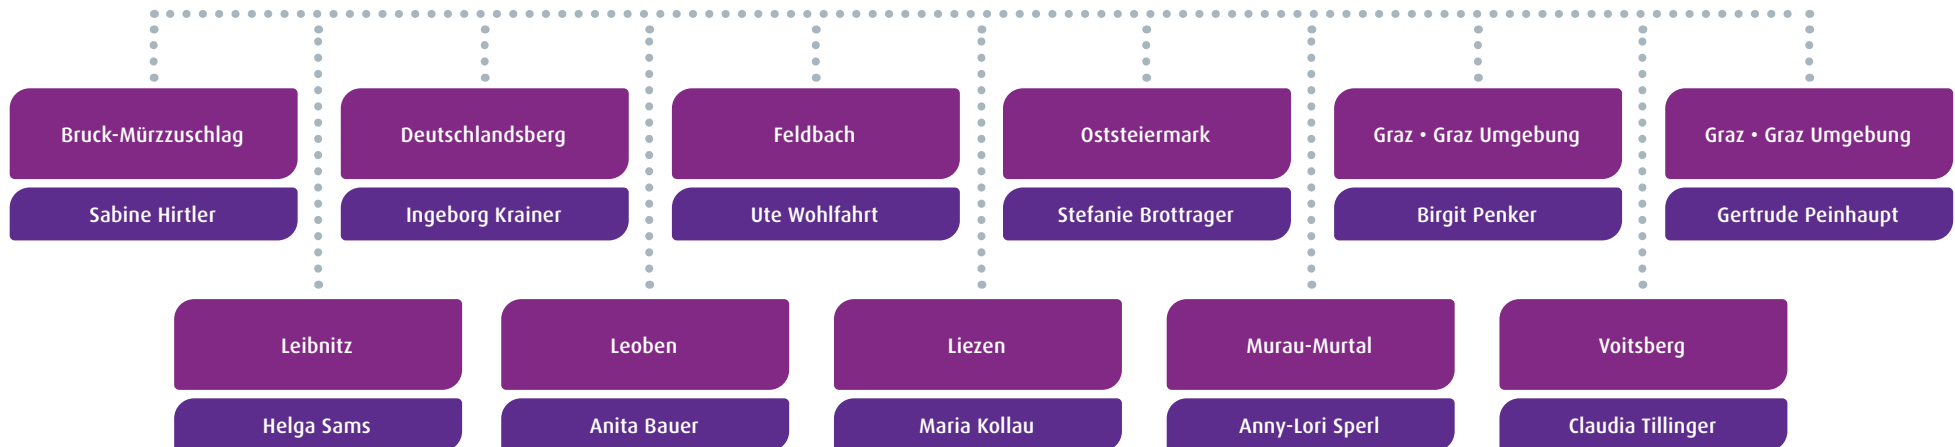 Bruck-Mürzzuschlag
Sabine Hirtler
Deutschlandsberg
Ingeborg Krainer
Feldbach
Ute Wohlfahrt
Oststeiermark
Stefanie Brottrager
Graz • Graz Umgebung
Birgit Penker
Graz • Graz Umgebung
Gertrude Peinhaupt
Leibnitz
Helga Sams
Leoben
Anita Bauer
Liezen
Maria Kollau
Murau-Murtal
Anny-Lori Sperl
Voitsberg
Claudia Tillinger